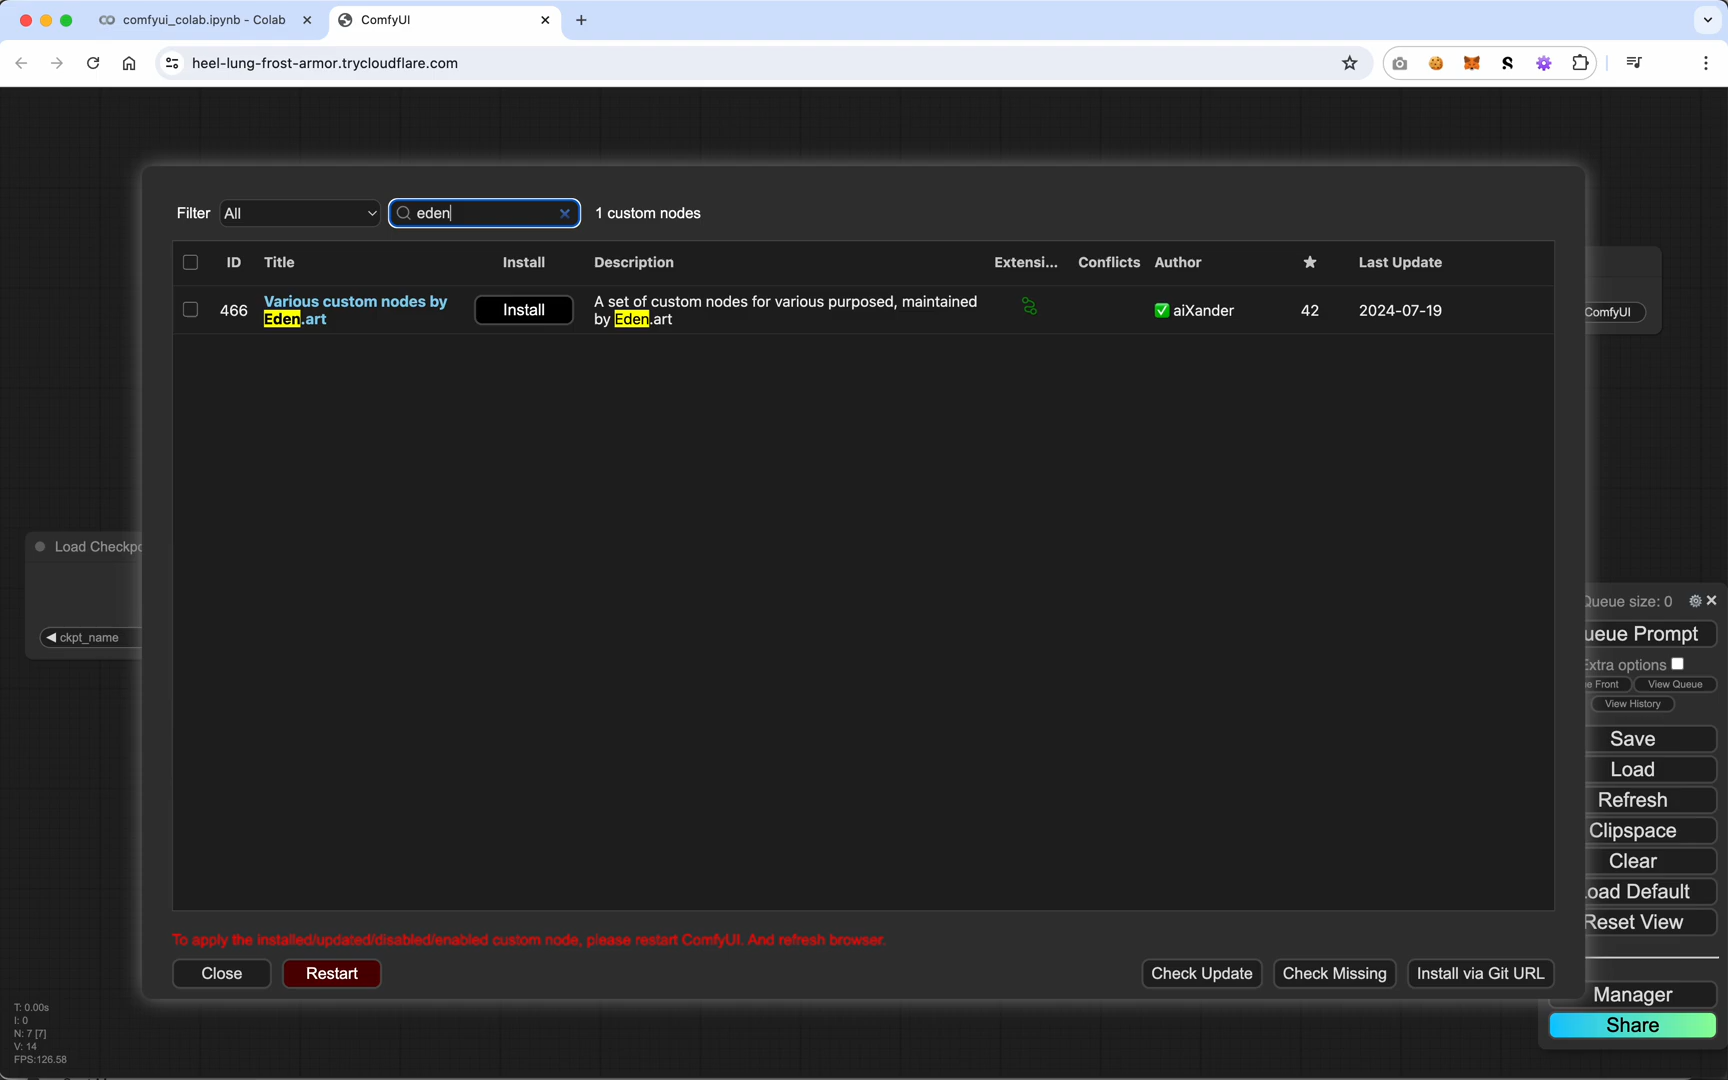 comfyui_colab.ipynb - Colab
ComfyUI
heel-lung-frost-armor.trycloudflare.com
Filter All eden 1 custom nodes
ID Title Install Description Extensi... Conflicts Author ★ Last Update
466 Various custom nodes by Eden.art Install A set of custom nodes for various purposed, maintained by Eden.art aiXander 42 2024-07-19
ComfyUI
Load Checkpo
ckpt_name
Queue size: 0
ueue Prompt
Extra options
e Front View Queue
View History
Save
Load
Refresh
Clipspace
Clear
oad Default
Reset View
Manager
Share
To apply the installed/updated/disabled/enabled custom node, please restart ComfyUI. And refresh browser.
Close Restart Check Update Check Missing Install via Git URL
T: 0.00s
I: 0
N: 7 [7]
V: 14
FPS:126.58